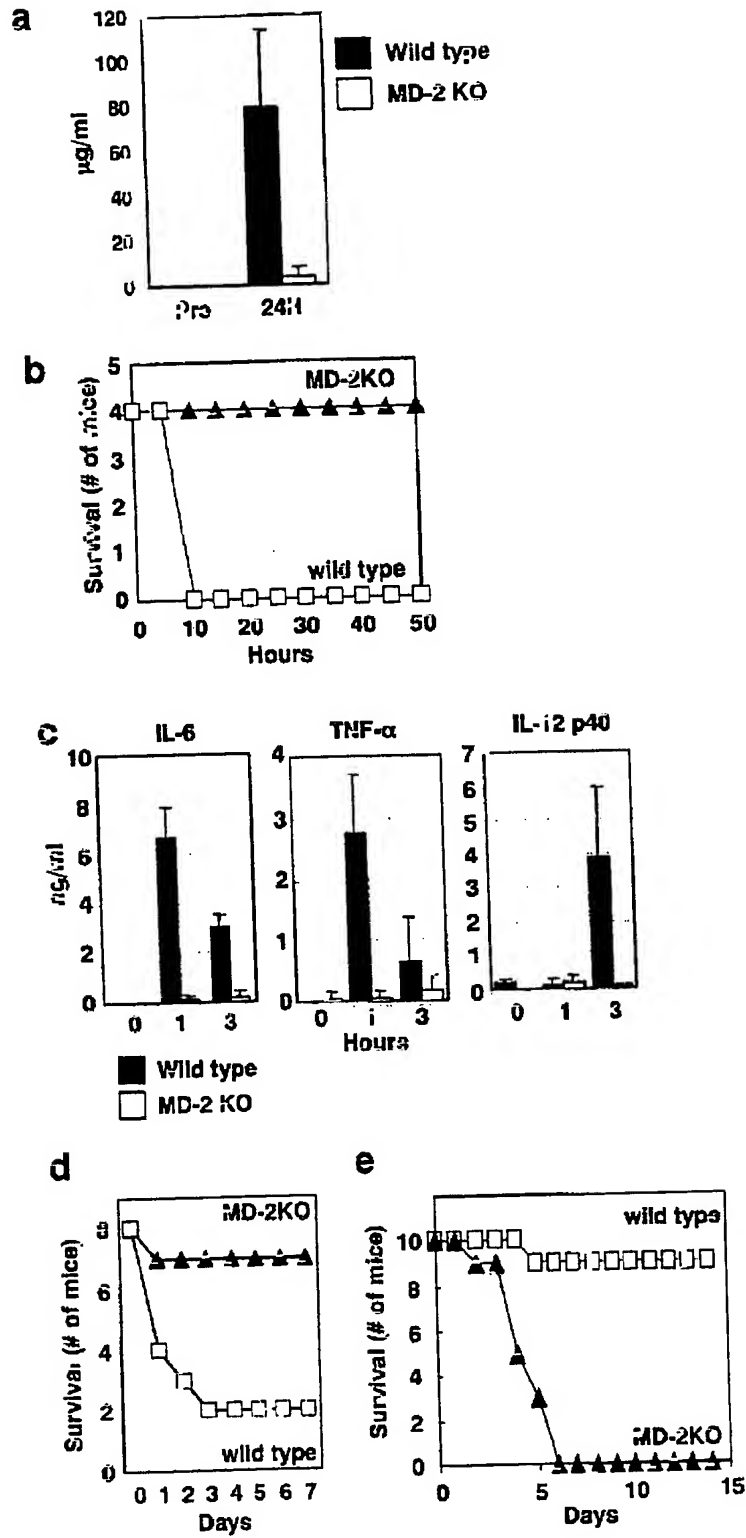 a
120
100
80
60
40
20
0
µg/ml
Pre 24H
Wild type
MD-2 KO
b
5
4
3
2
1
0
Survival (# of mice)
MD-2KO
wild type
0 10 20 30 40 50
Hours
c
IL-6
10
8
6
4
2
0
ng/ml
0 1 3
TNF-α
4
3
2
1
0
0 1 3
Hours
IL-12 p40
7
6
5
4
3
2
1
0
0 1 3
Wild type
MD-2 KO
d
8
6
4
2
0
Survival (# of mice)
MD-2KO
wild type
0 1 2 3 4 5 6 7
Days
e
10
8
6
4
2
0
Survival (# of mice)
wild type
MD-2KO
0 5 10 15
Days